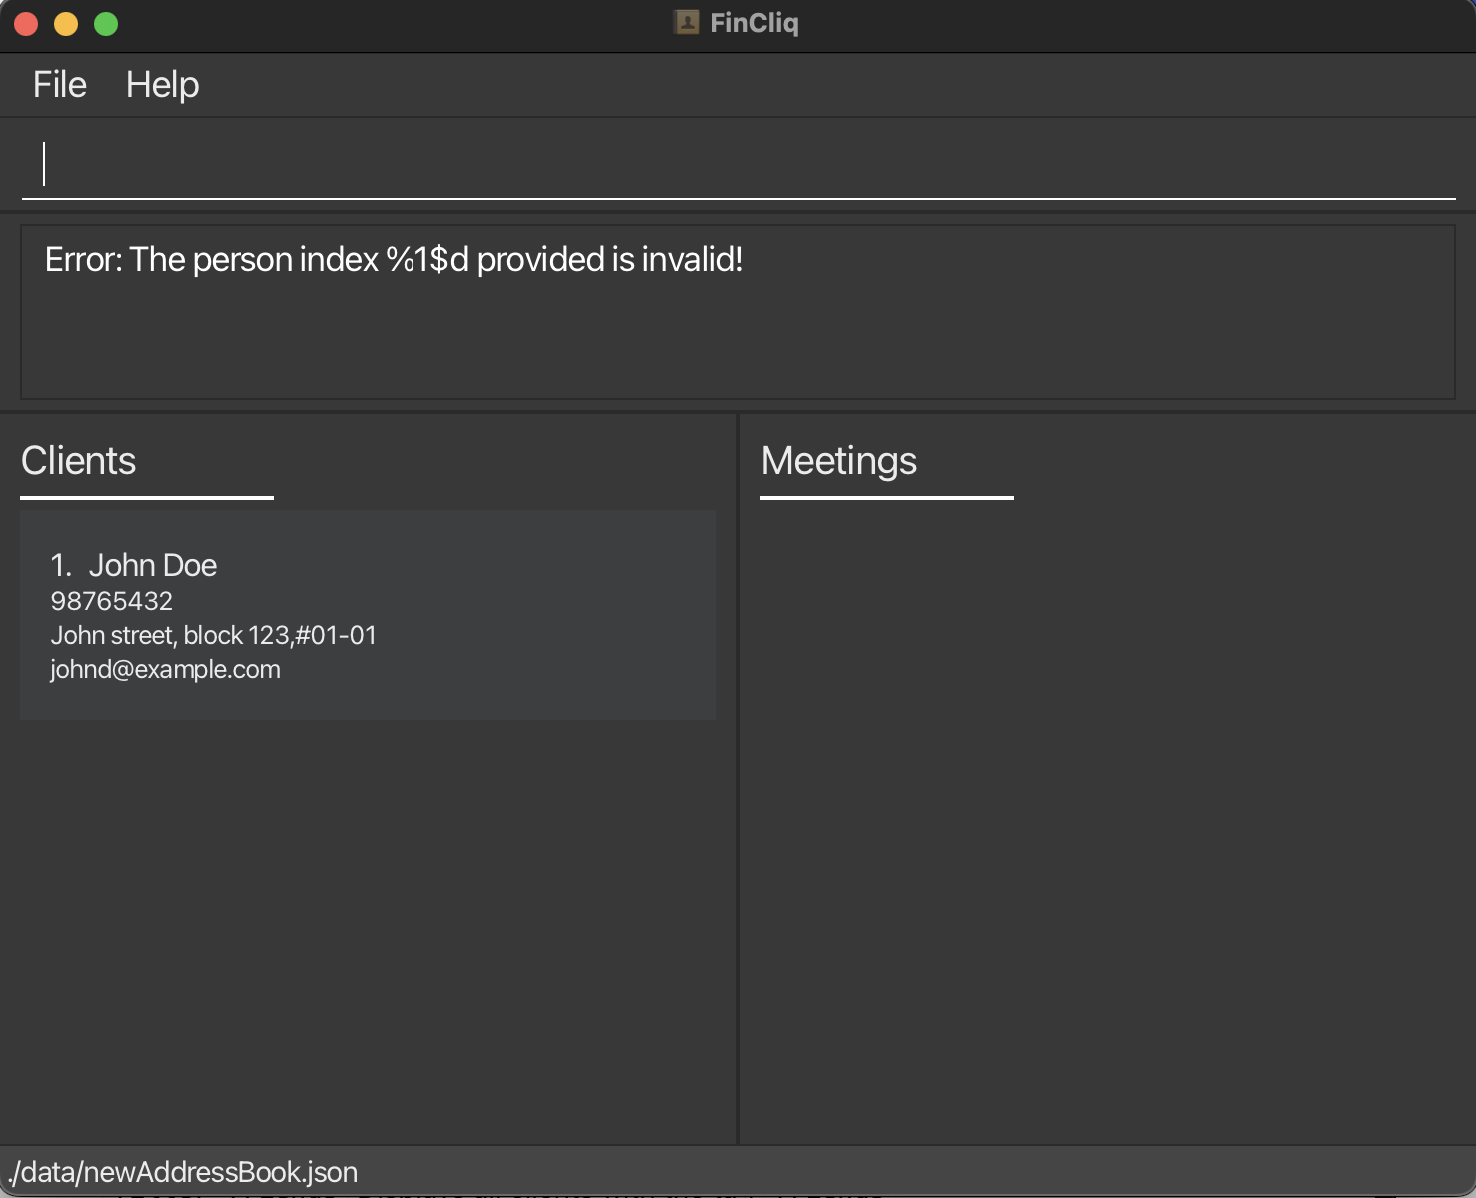 FinCliq
File Help
Error: The person index %1$d provided is invalid!
Clients
Meetings
1. John Doe
98765432
John street, block 123,#01-01
johnd@example.com
./data/newAddressBook.json